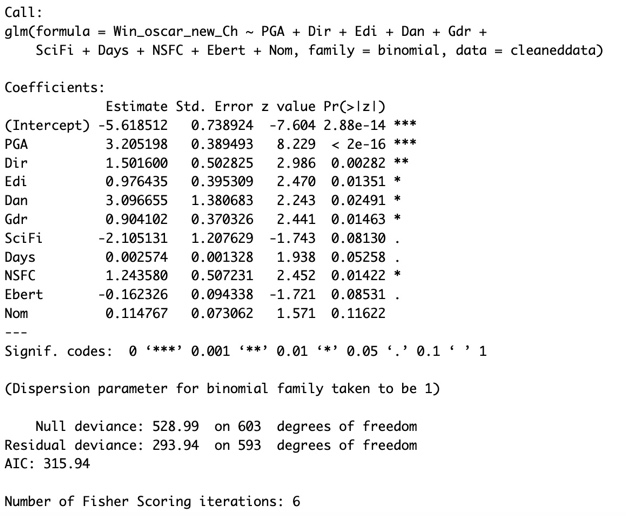 Call:
glm(formula = Win_oscar_new_Ch ~ PGA + Dir + Edi + Dan + Gdr +
    SciFi + Days + NSFC + Ebert + Nom, family = binomial, data = cleaneddata)

Coefficients:
             Estimate Std. Error z value Pr(>|z|)
(Intercept) -5.618512   0.738924  -7.604 2.88e-14 ***
PGA          3.205198   0.389493   8.229  < 2e-16 ***
Dir          1.501600   0.502825   2.986  0.00282 **
Edi          0.976435   0.395309   2.470  0.01351 *
Dan          3.096655   1.380683   2.243  0.02491 *
Gdr          0.904102   0.370326   2.441  0.01463 *
SciFi       -2.105131   1.207629  -1.743  0.08130 .
Days         0.002574   0.001328   1.938  0.05258 .
NSFC         1.243580   0.507231   2.452  0.01422 *
Ebert       -0.162326   0.094338  -1.721  0.08531 .
Nom          0.114767   0.073062   1.571  0.11622
---
Signif. codes:  0 ‘***’ 0.001 ‘**’ 0.01 ‘*’ 0.05 ‘.’ 0.1 ‘ ’ 1

(Dispersion parameter for binomial family taken to be 1)

    Null deviance: 528.99  on 603  degrees of freedom
Residual deviance: 293.94  on 593  degrees of freedom
AIC: 315.94

Number of Fisher Scoring iterations: 6